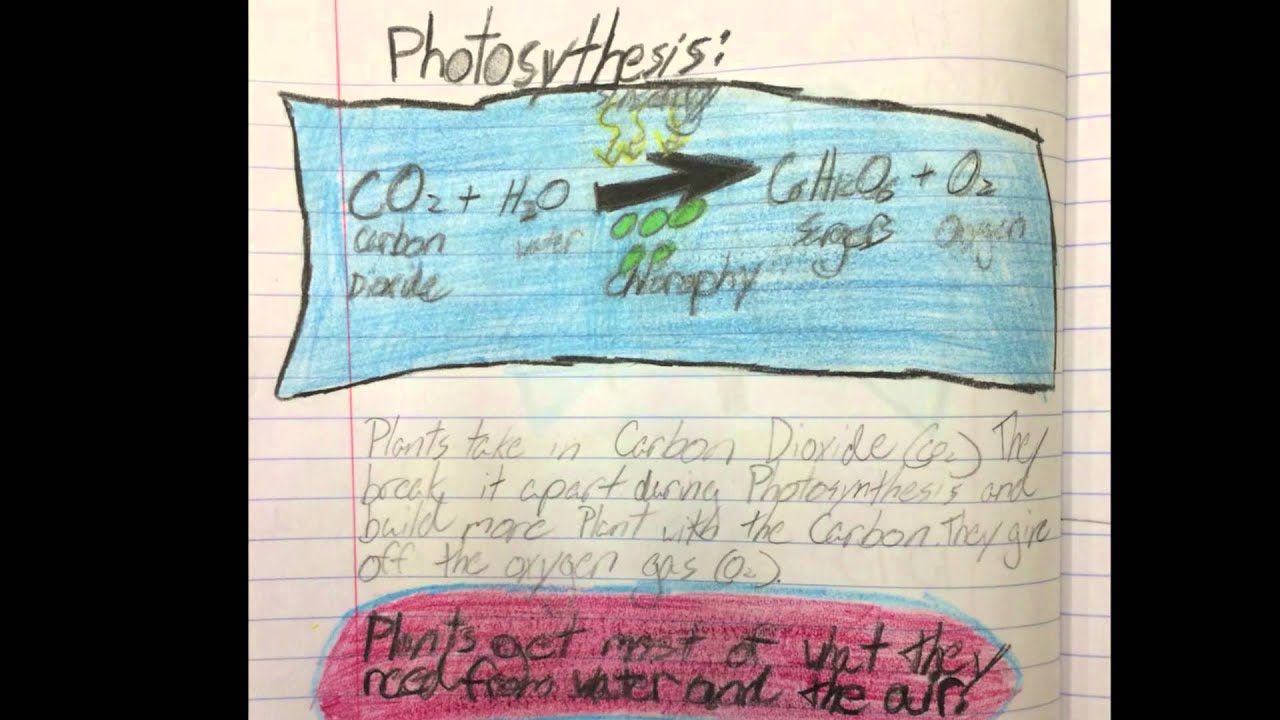 Photosythesis:
CO2 + H2O C6H12O6 + O2
carbon water sugars Oxygen
Dioxide chlorophy
Plants take in Carbon Dioxide (CO2) They
break it apart during Photosynthesis and
build more Plant with the Carbon. They give
off the oxygen gas (O2).
Plants get most of what they
need from water and the air.